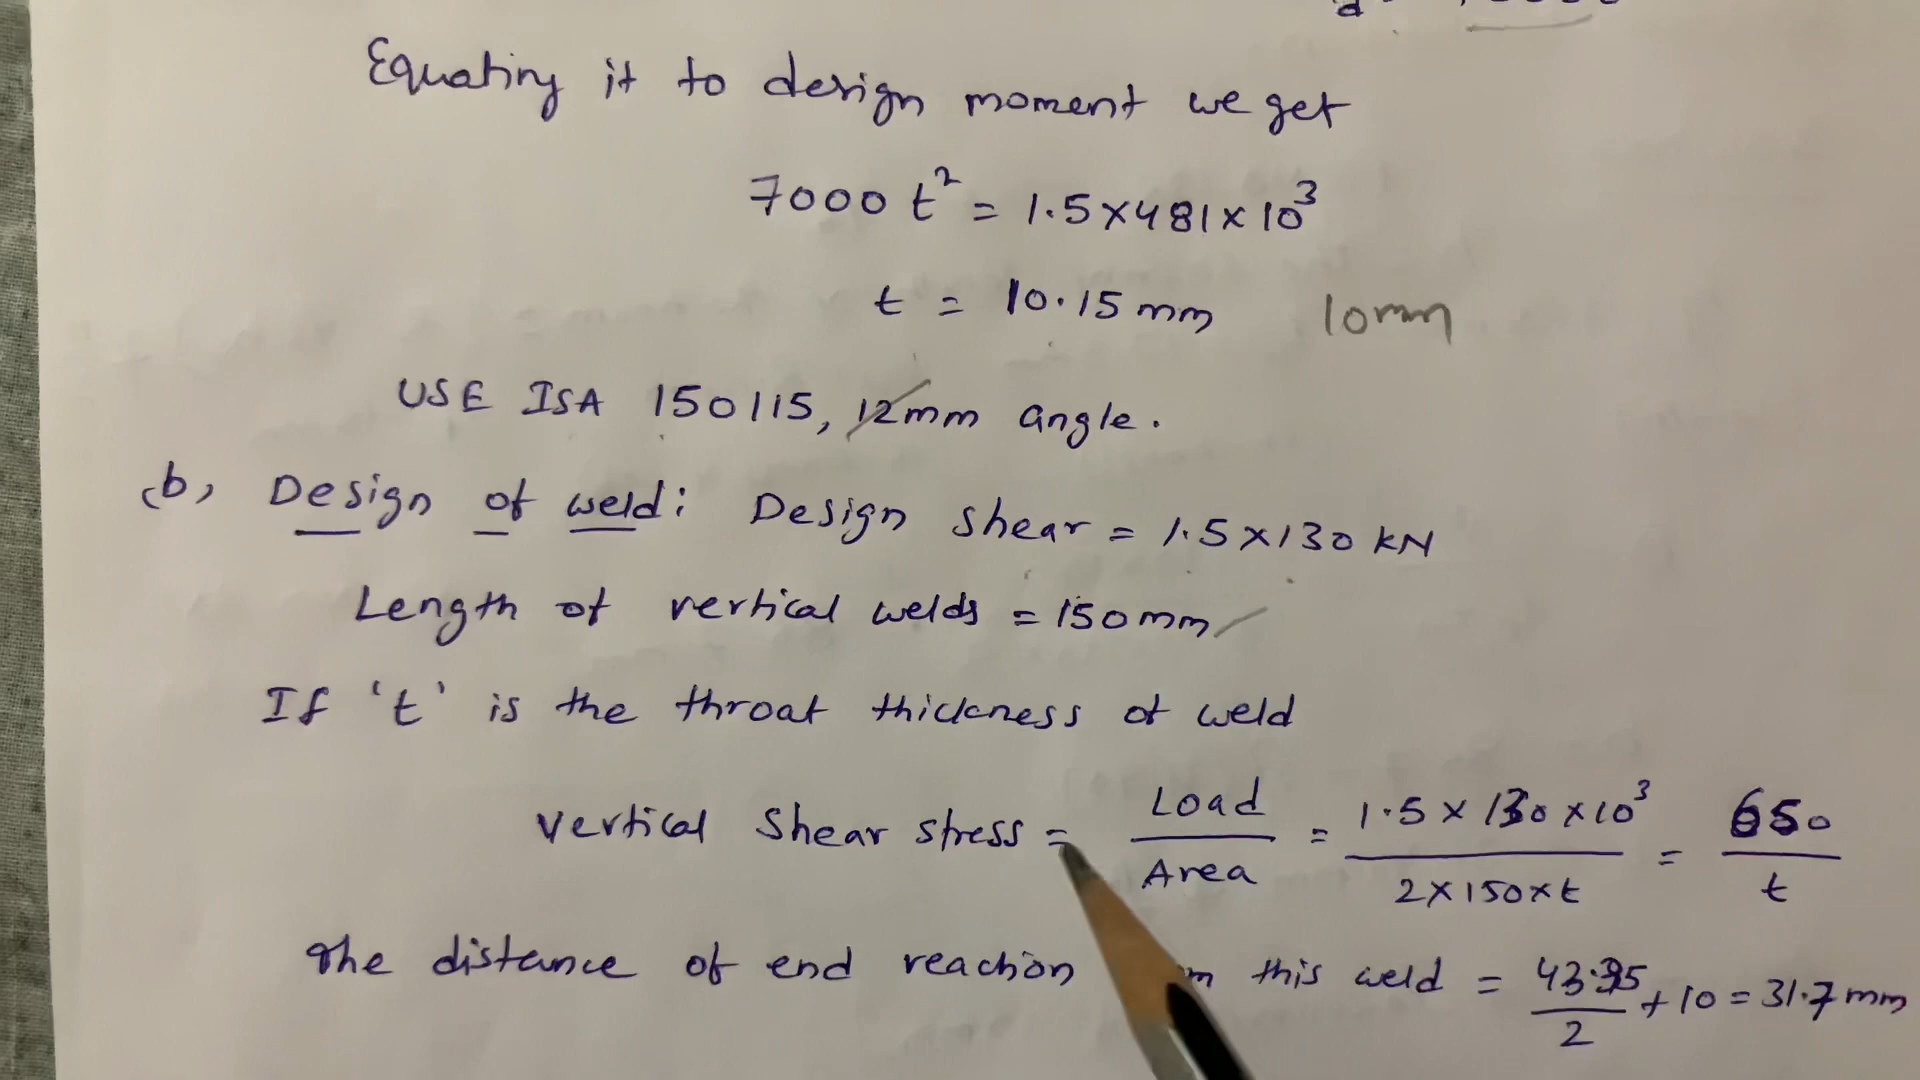 Equating it to design moment we get
7000 t² = 1.5×481×10³
t = 10.15 mm 10mm
USE ISA 150115, 12mm angle.
(b) Design of weld: Design shear = 1.5×130 kN
Length of vertical welds = 150mm
If 't' is the throat thickness of weld
Vertical Shear stress = Load/Area = 1.5×130×10³/2×150×t = 650/t
The distance of end reaction this weld = 43.35/2 + 10 = 31.7 mm